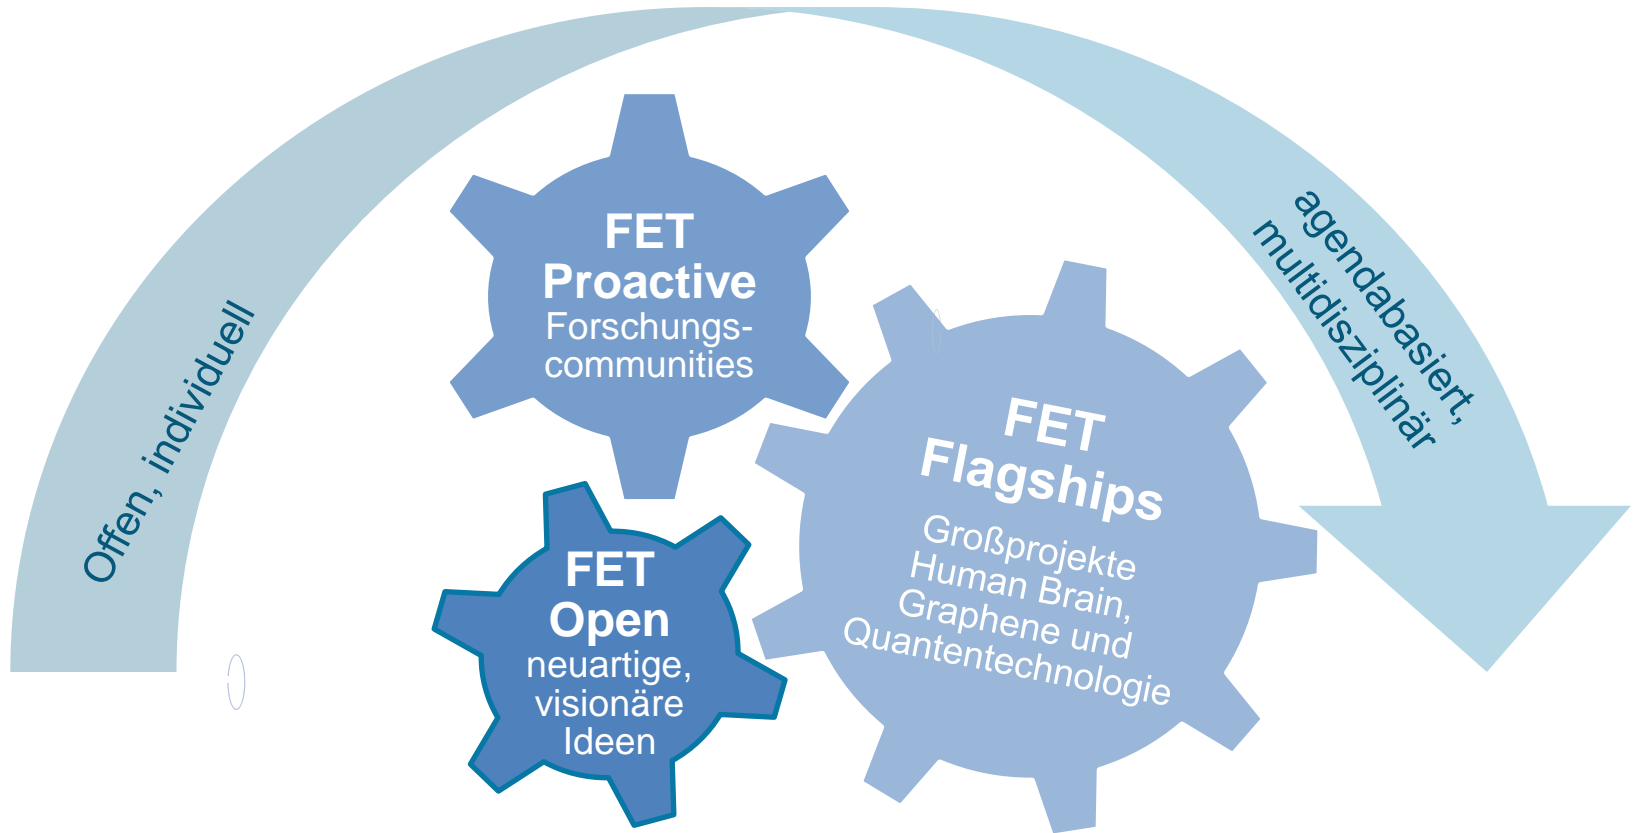 Offen, individuell
FET
Proactive
Forschungs-
communities
FET
Open
neuartige,
visionäre
Ideen
FET
Flagships
Großprojekte
Human Brain,
Graphene und
Quantentechnologie
agendabasiert,
multidisziplinär